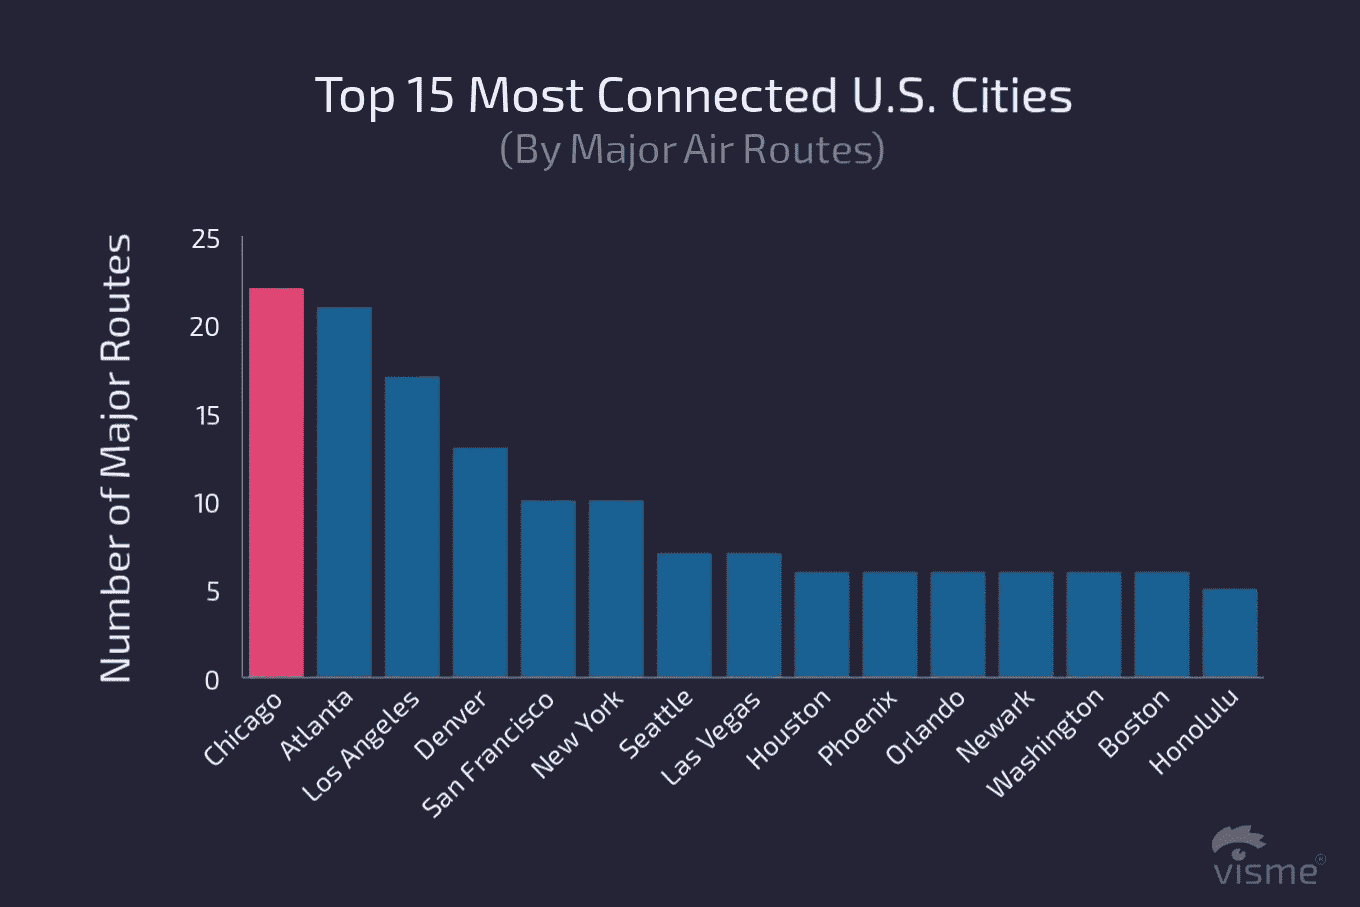 Top 15 Most Connected U.S. Cities
(By Major Air Routes)
Number of Major Routes
25
20
15
10
5
0
Chicago
Atlanta
Los Angeles
Denver
San Francisco
New York
Seattle
Las Vegas
Houston
Phoenix
Orlando
Newark
Washington
Boston
Honolulu
visme®